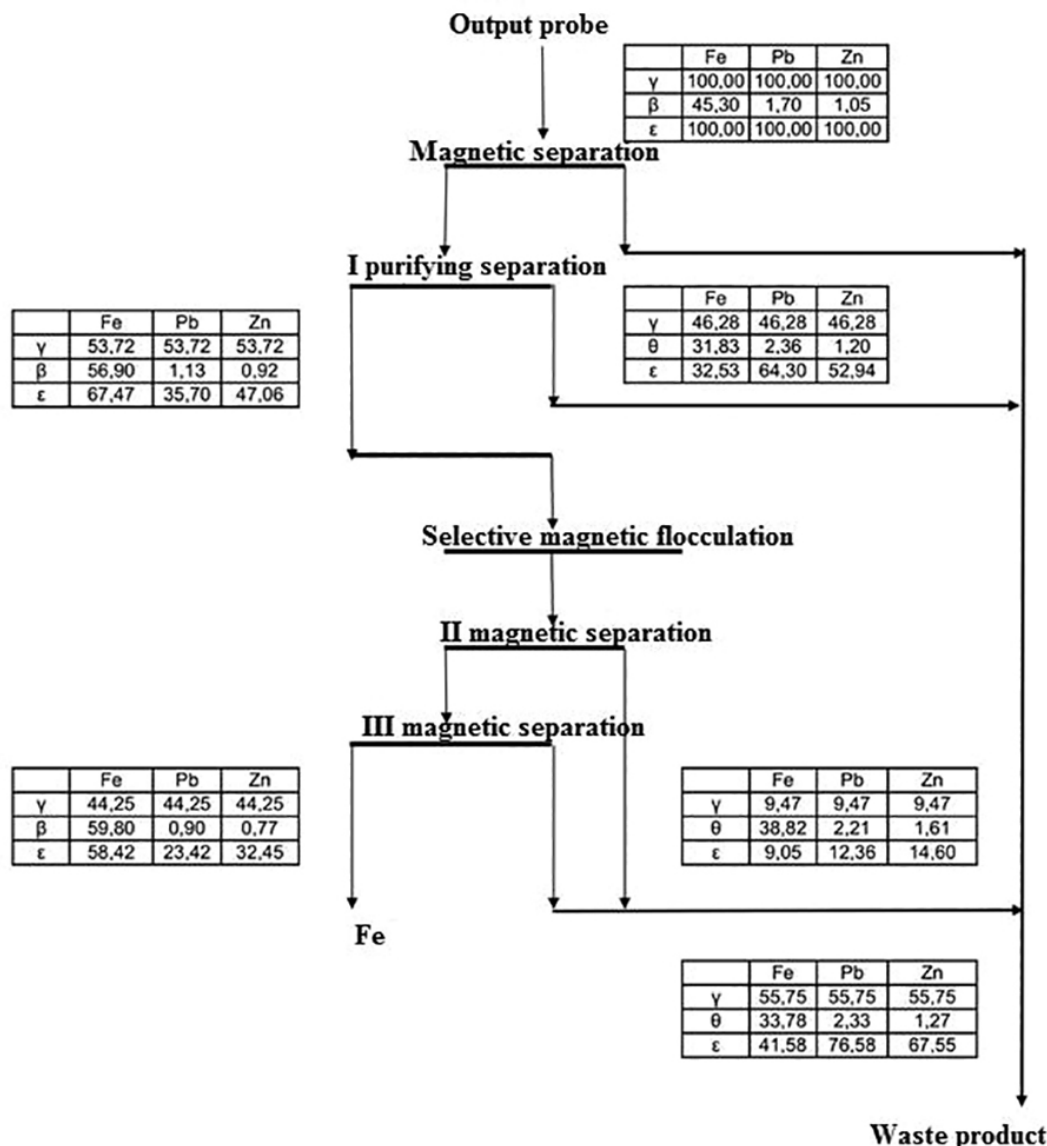 Output probe
Fe Pb Zn
γ 100,00 100,00 100,00
β 45,30 1,70 1,05
ε 100,00 100,00 100,00
Magnetic separation
I purifying separation
Fe Pb Zn
γ 53,72 53,72 53,72
β 56,90 1,13 0,92
ε 67,47 35,70 47,06
Fe Pb Zn
γ 46,28 46,28 46,28
θ 31,83 2,36 1,20
ε 32,53 64,30 52,94
Selective magnetic flocculation
II magnetic separation
III magnetic separation
Fe Pb Zn
γ 44,25 44,25 44,25
β 59,80 0,90 0,77
ε 58,42 23,42 32,45
Fe Pb Zn
γ 9,47 9,47 9,47
θ 38,82 2,21 1,61
ε 9,05 12,36 14,60
Fe
Fe Pb Zn
γ 55,75 55,75 55,75
θ 33,78 2,33 1,27
ε 41,58 76,58 67,55
Waste product